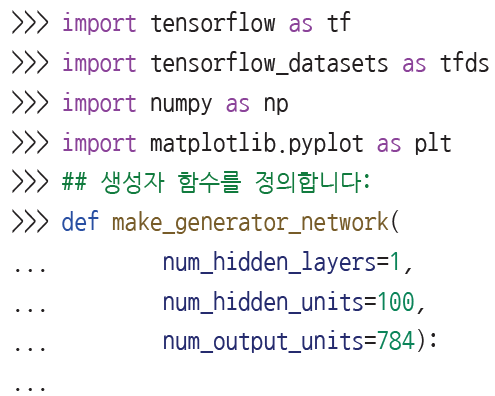 >>> import tensorflow as tf
>>> import tensorflow_datasets as tfds
>>> import numpy as np
>>> import matplotlib.pyplot as plt
>>> ## 생성자 함수를 정의합니다:
>>> def make_generator_network(
...         num_hidden_layers=1,
...         num_hidden_units=100,
...         num_output_units=784):
...